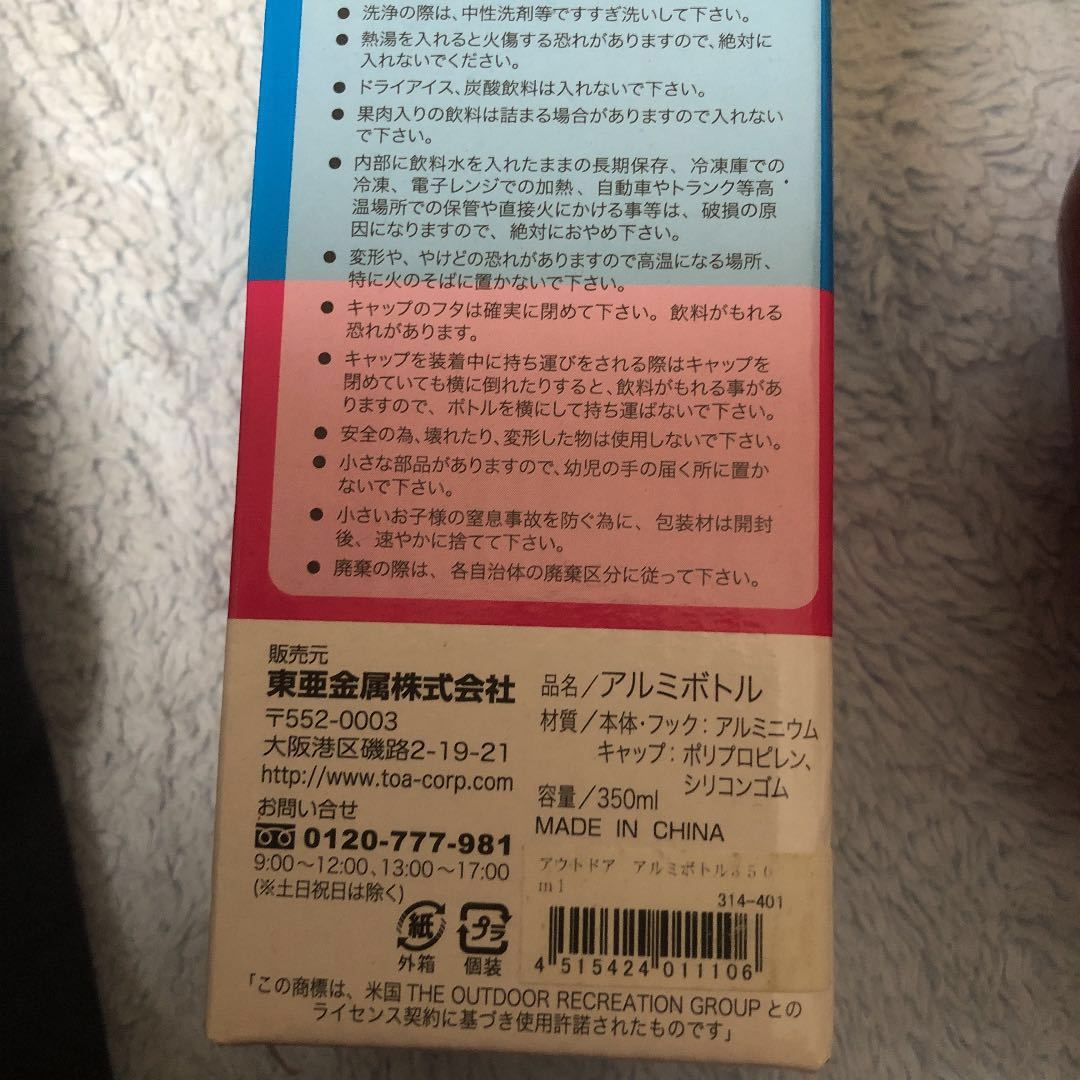 ● 洗浄の際は、中性洗剤等ですすぎ洗いして下さい。
● 熱湯を入れると火傷する恐れがありますので、絶対に
入れないでください。
● ドライアイス、炭酸飲料は入れないで下さい。
● 果肉入りの飲料は詰まる場合がありますので入れない
で下さい。
● 内部に飲料水を入れたままの長期保存、冷凍庫での
冷凍、電子レンジでの加熱、自動車やトランク等高
温場所での保管や直接火にかける事等は、破損の原
因になりますので、絶対におやめ下さい。
● 変形や、やけどの恐れがありますので高温になる場所、
特に火のそばに置かないで下さい。
● キャップのフタは確実に閉めて下さい。飲料がもれる
恐れがあります。
● キャップを装着中に持ち運びをされる際はキャップを
閉めていても横に倒れたりすると、飲料がもれる事があ
りますので、ボトルを横にして持ち運ばないで下さい。
● 安全の為、壊れたり、変形した物は使用しないで下さい。
● 小さな部品がありますので、幼児の手の届く所に置か
ないで下さい。
● 小さいお子様の窒息事故を防ぐ為に、包装材は開封
後、速やかに捨てて下さい。
● 廃棄の際は、各自治体の廃棄区分に従って下さい。
販売元
東亜金属株式会社
〒552-0003
大阪港区磯路2-19-21
http://www.toa-corp.com
お問い合せ
0120-777-981
9:00〜12:00、13:00〜17:00
(※土日祝日は除く)
紙
外箱
プラ
個装
品名/アルミボトル
材質/本体・フック:アルミニウム
キャップ:ポリプロピレン、
シリコンゴム
容量/350ml
MADE IN CHINA
アウトドア アルミボトル350
ml
314-401
4 515424 011106
「この商標は、米国 THE OUTDOOR RECREATION GROUP との
ライセンス契約に基づき使用許諾されたものです」